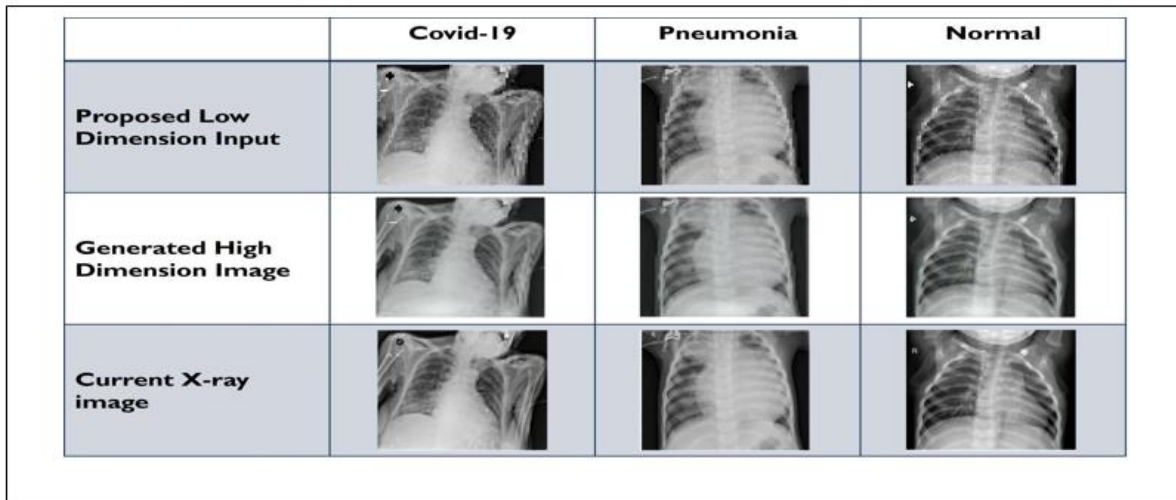 Covid-19 Pneumonia Normal
Proposed Low
Dimension Input
Generated High
Dimension Image
Current X-ray
image